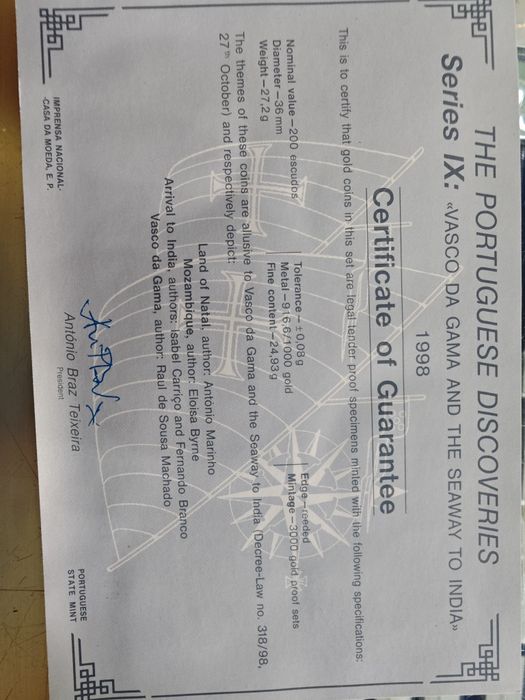 THE PORTUGUESE DISCOVERIES
Series IX: «VASCO DA GAMA AND THE SEAWAY TO INDIA»
1998
Certificate of Guarantee
This is to certify that gold coins in this set are legal tender proof specimens minted with the following specifications:
Nominal value – 200 escudos
Diameter – 36 mm
Weight – 27,2 g
Tolerance – ± 0,08 g
Metal – 916,6/1000 gold
Fine content – 24,93 g
Edge – reeded
Mintage – 3000 gold proof sets
The themes of these coins are allusive to Vasco da Gama and the Seaway to India (Decree-Law no. 318/98,
27th October) and respectively depict:
Land of Natal, author: António Marinho
Mozambique, author: Eloisa Byrne
Arrival to India, authors: Isabel Carriço and Fernando Branco
Vasco da Gama, author: Raul de Sousa Machado
IMPRENSA NACIONAL-
-CASA DA MOEDA, E. P.
António Braz Teixeira
President
PORTUGUESE
STATE MINT